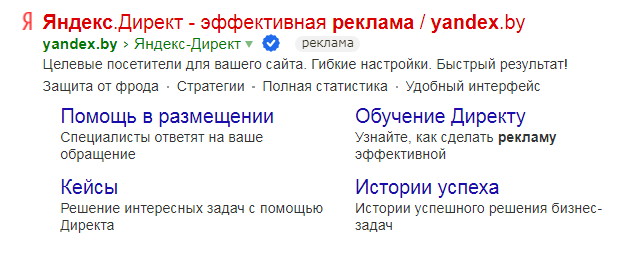 Я Яндекс.Директ - эффективная реклама / yandex.by
yandex.by › Яндекс-Директ реклама
Целевые посетители для вашего сайта. Гибкие настройки. Быстрый результат!
Защита от фрода · Стратегии · Полная статистика · Удобный интерфейс
Помощь в размещении
Специалисты ответят на ваше
обращение
Обучение Директу
Узнайте, как сделать рекламу
эффективной
Кейсы
Решение интересных задач с помощью
Директа
Истории успеха
Истории успешного решения бизнес-
задач